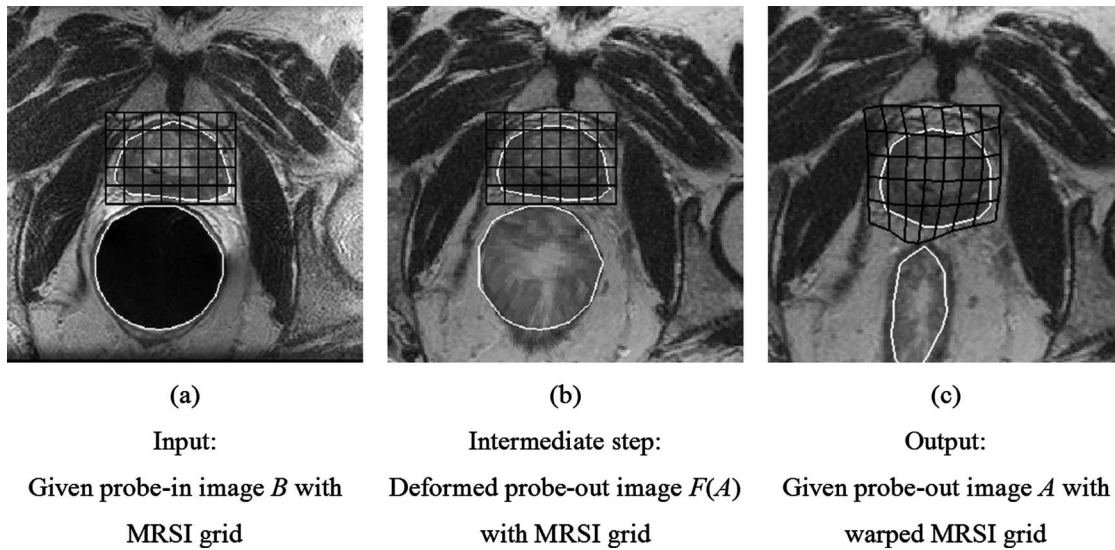 (a)
Input:
Given probe-in image B with
MRSI grid
(b)
Intermediate step:
Deformed probe-out image F(A)
with MRSI grid
(c)
Output:
Given probe-out image A with
warped MRSI grid